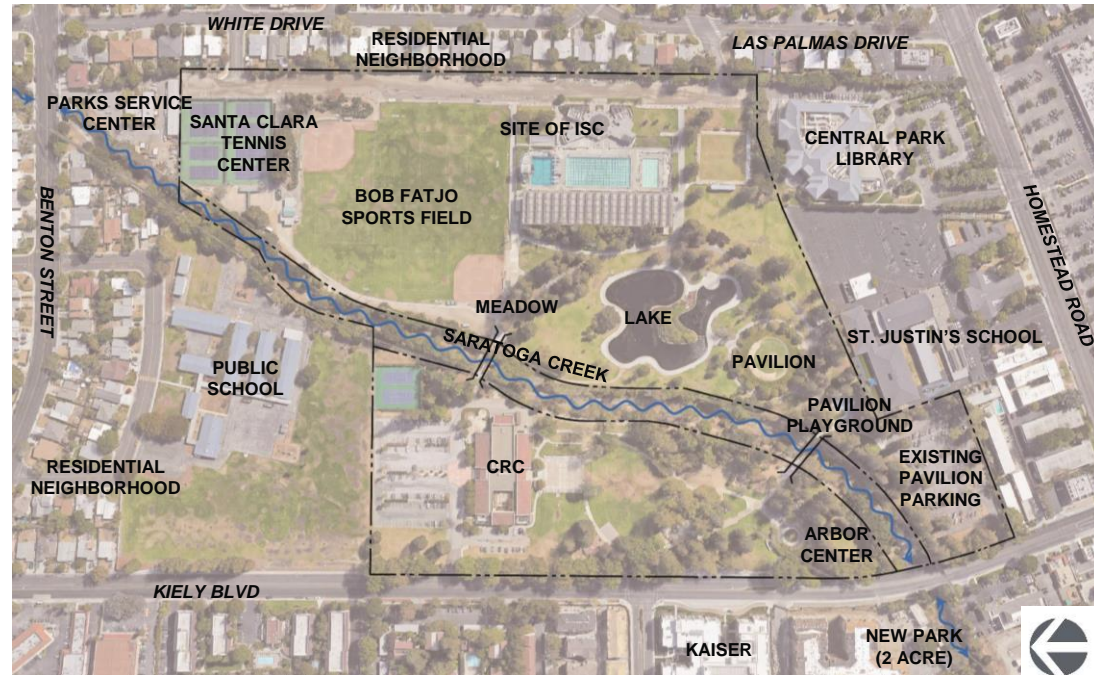 WHITE DRIVE
RESIDENTIAL
NEIGHBORHOOD
LAS PALMAS DRIVE
PARKS SERVICE
CENTER
SANTA CLARA
TENNIS
CENTER
SITE OF ISC
CENTRAL PARK
LIBRARY
BOB FATJO
SPORTS FIELD
BENTON STREET
HOMESTEAD ROAD
MEADOW
LAKE
SARATOGA CREEK
ST. JUSTIN'S SCHOOL
PAVILION
PUBLIC
SCHOOL
PAVILION
PLAYGROUND
CRC
EXISTING
PAVILION
PARKING
RESIDENTIAL
NEIGHBORHOOD
ARBOR
CENTER
KIELY BLVD
KAISER
NEW PARK
(2 ACRE)